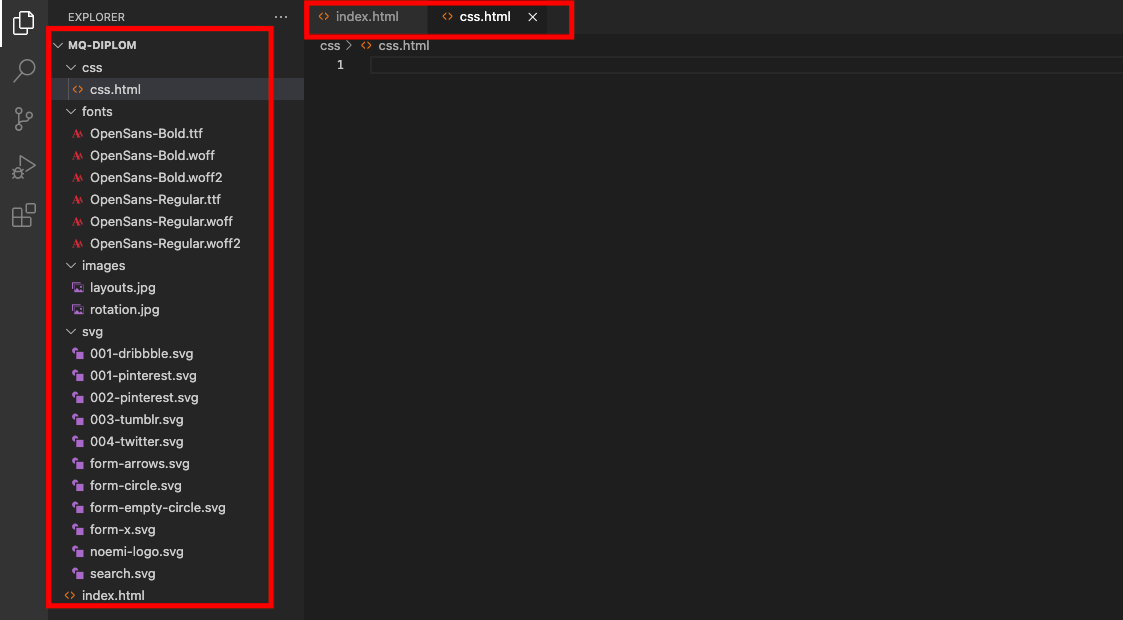 EXPLORER
MQ-DIPLOM
css
css.html
fonts
OpenSans-Bold.ttf
OpenSans-Bold.woff
OpenSans-Bold.woff2
OpenSans-Regular.ttf
OpenSans-Regular.woff
OpenSans-Regular.woff2
images
layouts.jpg
rotation.jpg
svg
001-dribbble.svg
001-pinterest.svg
002-pinterest.svg
003-tumblr.svg
004-twitter.svg
form-arrows.svg
form-circle.svg
form-empty-circle.svg
form-x.svg
noemi-logo.svg
search.svg
index.html
index.html css.html
css > css.html
1